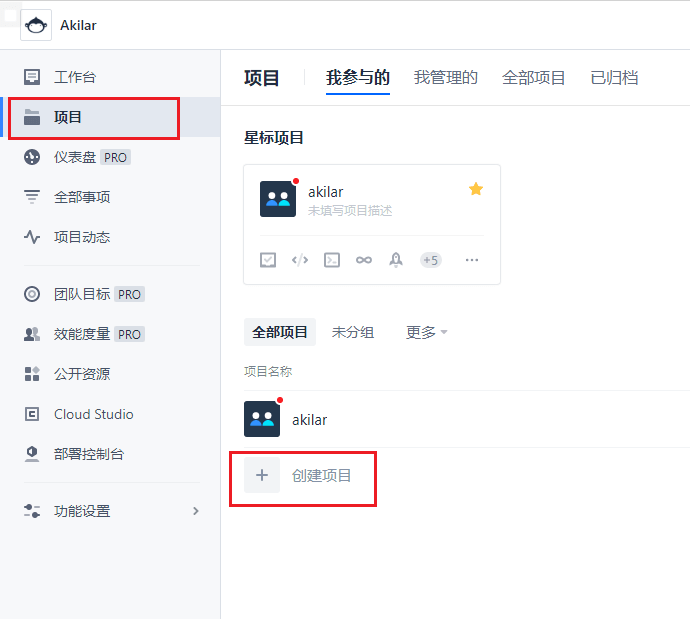 Akilar
工作台
项目
仪表盘 PRO
全部事项
项目动态
团队目标 PRO
效能度量 PRO
公开资源
Cloud Studio
部署控制台
功能设置
项目 我参与的 我管理的 全部项目 已归档
星标项目
akilar
未填写项目描述
+5
全部项目 未分组 更多
项目名称
akilar
创建项目